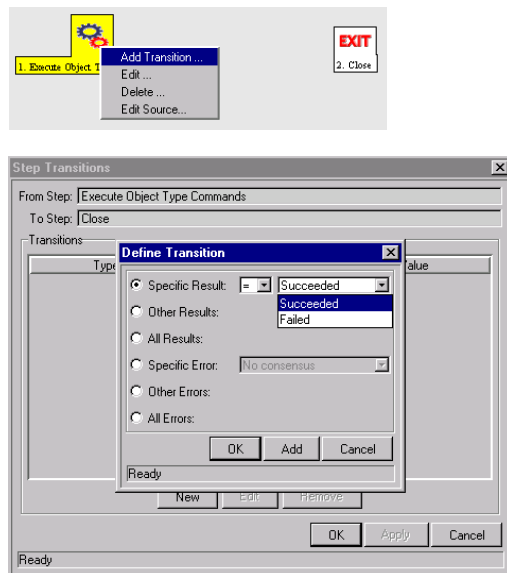 1. Execute Object T
Add Transition ...
Edit ...
Delete ...
Edit Source...
EXIT
2. Close
Step Transitions
From Step: Execute Object Type Commands
To Step: Close
Transitions
Type
Value
Define Transition
Specific Result: = Succeeded
Succeeded
Failed
Other Results:
All Results:
Specific Error: No consensus
Other Errors:
All Errors:
OK Add Cancel
Ready
New Edit Remove
OK Apply Cancel
Ready